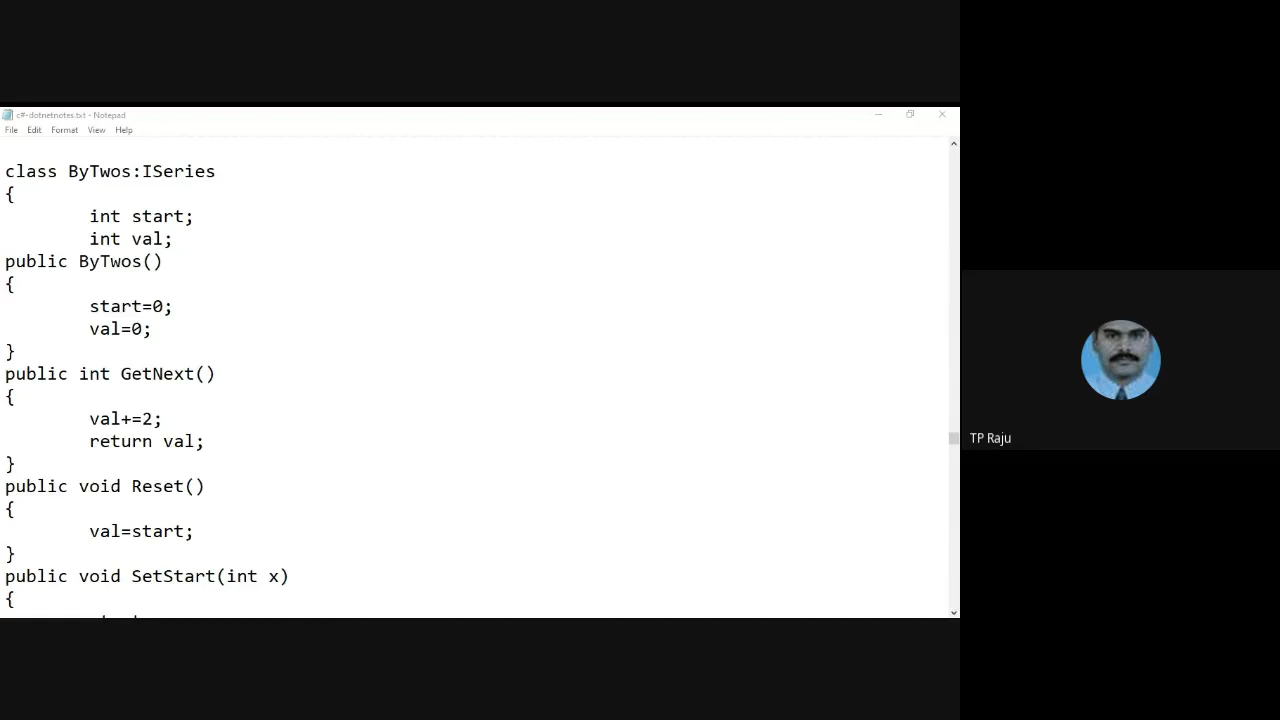 c#-dotnetnotes.txt - Notepad
File Edit Format View Help
class ByTwos:ISeries
{
int start;
int val;
public ByTwos()
{
start=0;
val=0;
}
public int GetNext()
{
val+=2;
return val;
}
public void Reset()
{
val=start;
}
public void SetStart(int x)
{
TP Raju